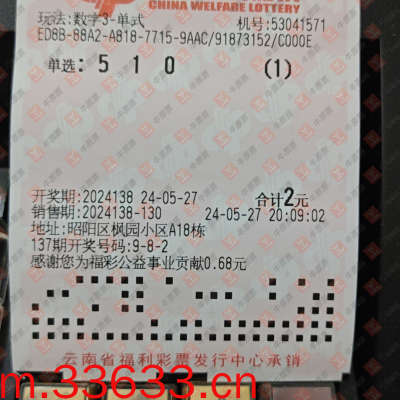 CHINA WELFARE LOTTERY
玩法:数字3-单式 机号:53041571
ED8B-88A2-A818-7715-9AAC/91873152/C000E
单选: 5 1 0 (1)
开奖期:2024138 24-05-27 合计2元
销售期:2024138-130 24-05-27 20:09:02
地址:昭阳区枫园小区A18栋
137期开奖号码:9-8-2
感谢您为福彩公益事业贡献0.68元
云南省福利彩票发行中心承销
m.33633.cn